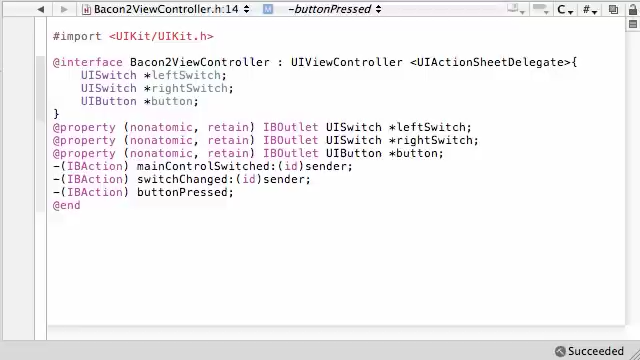 Bacon2ViewController.h:14 M -buttonPressed C #
#import <UIKit/UIKit.h>
@interface Bacon2ViewController : UIViewController <UIActionSheetDelegate>{
UISwitch *leftSwitch;
UISwitch *rightSwitch;
UIButton *button;
}
@property (nonatomic, retain) IBOutlet UISwitch *leftSwitch;
@property (nonatomic, retain) IBOutlet UISwitch *rightSwitch;
@property (nonatomic, retain) IBOutlet UIButton *button;
-(IBAction) mainControlSwitched:(id)sender;
-(IBAction) switchChanged:(id)sender;
-(IBAction) buttonPressed;
@end
Succeeded